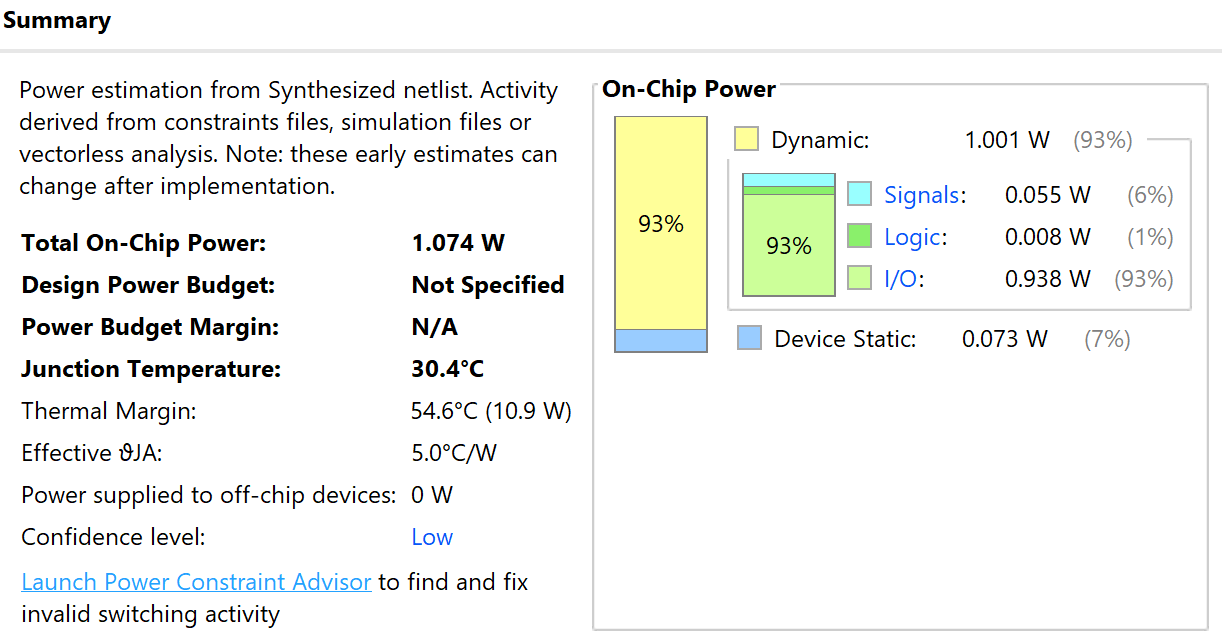 Summary
Power estimation from Synthesized netlist. Activity
derived from constraints files, simulation files or
vectorless analysis. Note: these early estimates can
change after implementation.
Total On-Chip Power: 1.074 W
Design Power Budget: Not Specified
Power Budget Margin: N/A
Junction Temperature: 30.4°C
Thermal Margin: 54.6°C (10.9 W)
Effective ϑJA: 5.0°C/W
Power supplied to off-chip devices: 0 W
Confidence level: Low
Launch Power Constraint Advisor to find and fix
invalid switching activity
On-Chip Power
93%
Dynamic: 1.001 W (93%)
93%
Signals: 0.055 W (6%)
Logic: 0.008 W (1%)
I/O: 0.938 W (93%)
Device Static: 0.073 W (7%)